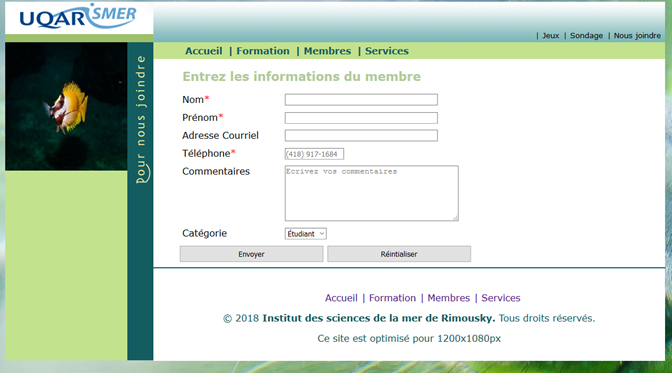 UQAR ISMER
| Jeux | Sondage | Nous joindre
Accueil | Formation | Membres | Services
pour nous joindre
Entrez les informations du membre
Nom*
Prénom*
Adresse Courriel
Téléphone* (418) 917-1684
Commentaires Ecrivez vos commentaires
Catégorie Étudiant
Envoyer Réintialiser
Accueil | Formation | Membres | Services
© 2018 Institut des sciences de la mer de Rimousky. Tous droits réservés.
Ce site est optimisé pour 1200x1080px